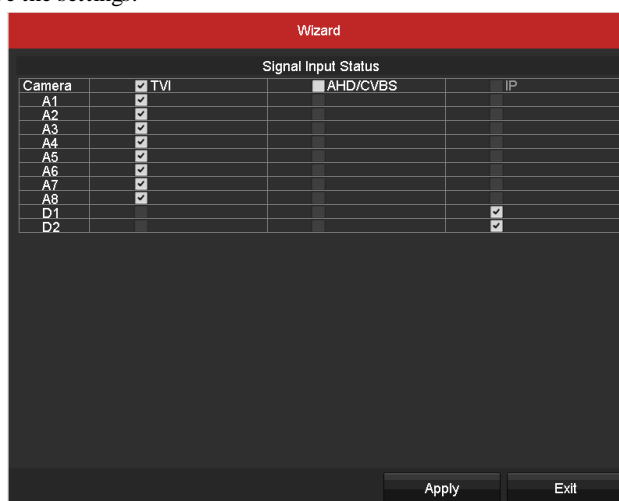 the settings.
Wizard
Signal Input Status
Camera TVI AHD/CVBS IP
A1
A2
A3
A4
A5
A6
A7
A8
D1
D2
Apply Exit